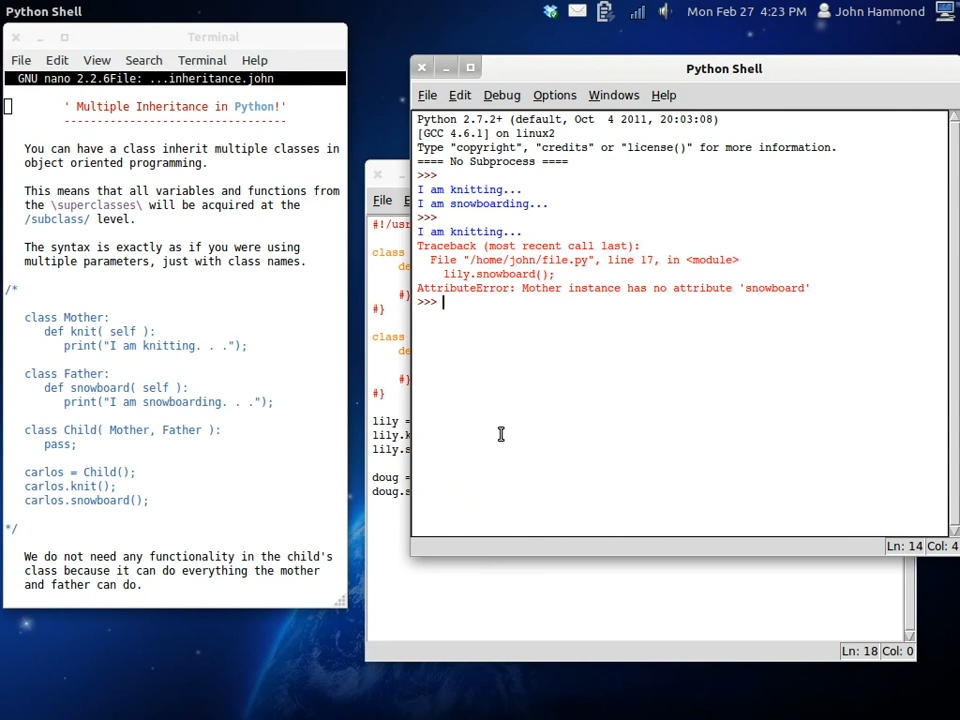 Python Shell
Mon Feb 27 4:23 PM John Hammond
Terminal
File Edit View Search Terminal Help
GNU nano 2.2.6File: ...inheritance.john
' Multiple Inheritance in Python!'
---------------------------------
You can have a class inherit multiple classes in
object oriented programming.
This means that all variables and functions from
the \superclasses\ will be acquired at the
/subclass/ level.
The syntax is exactly as if you were using
multiple parameters, just with class names.
/*
class Mother:
def knit( self ):
print("I am knitting. . .");
class Father:
def snowboard( self ):
print("I am snowboarding. . .");
class Child( Mother, Father ):
pass;
carlos = Child();
carlos.knit();
carlos.snowboard();
*/
We do not need any functionality in the child's
class because it can do everything the mother
and father can do.
Python Shell
File Edit Debug Options Windows Help
Python 2.7.2+ (default, Oct  4 2011, 20:03:08)
[GCC 4.6.1] on linux2
Type "copyright", "credits" or "license()" for more information.
==== No Subprocess ====
>>>
I am knitting...
I am snowboarding...
>>>
I am knitting...
Traceback (most recent call last):
File "/home/john/file.py", line 17, in <module>
lily.snowboard();
AttributeError: Mother instance has no attribute 'snowboard'
>>>
Ln: 14 Col: 4
File
#!/usr
class
de
#}
#}
class
de
#}
#}
lily =
lily.k
lily.s
doug =
doug.s
Ln: 18 Col: 0